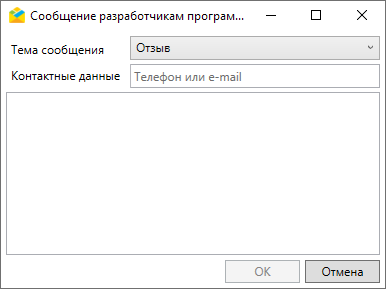 Сообщение разработчикам програм...
Тема сообщения
Отзыв
Контактные данные
Телефон или e-mail
OK
Отмена